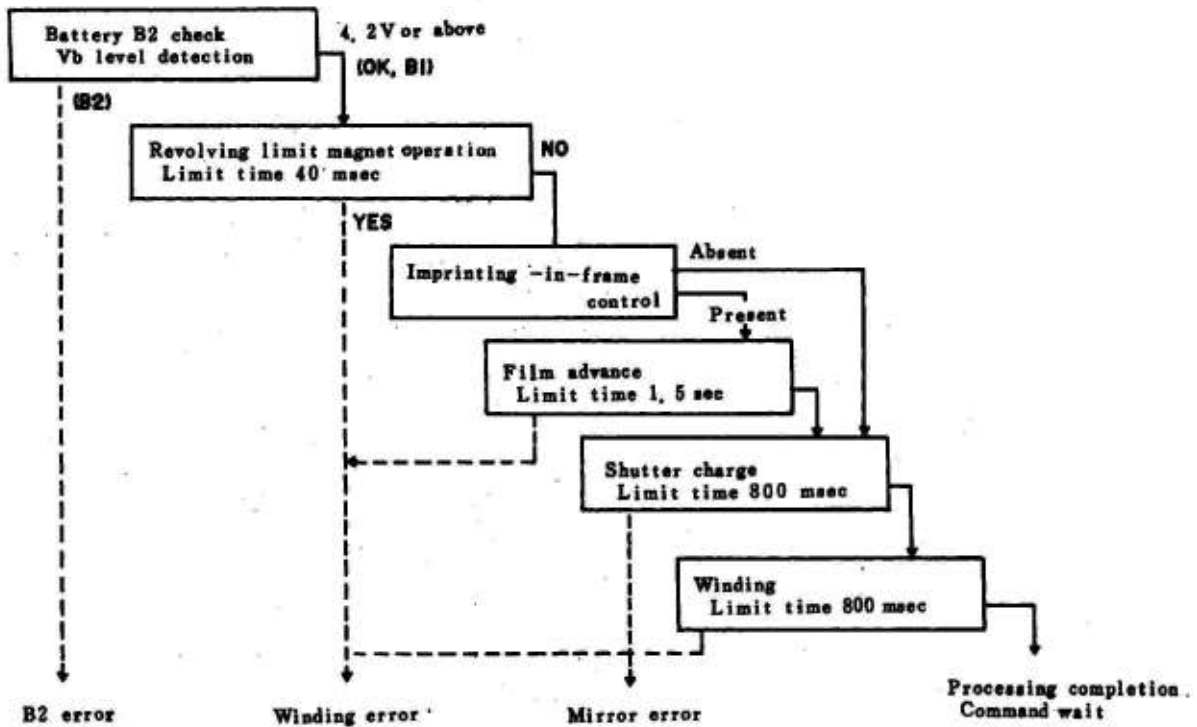 Battery B2 check
Vb level detection
4, 2V or above
(OK, B1)
(B2)
Revolving limit magnet operation
Limit time 40 msec
NO
YES
Imprinting -in-frame
control
Absent
Present
Film advance
Limit time 1, 5 sec
Shutter charge
Limit time 800 msec
Winding
Limit time 800 msec
B2 error
Winding error
Mirror error
Processing completion
Command wait